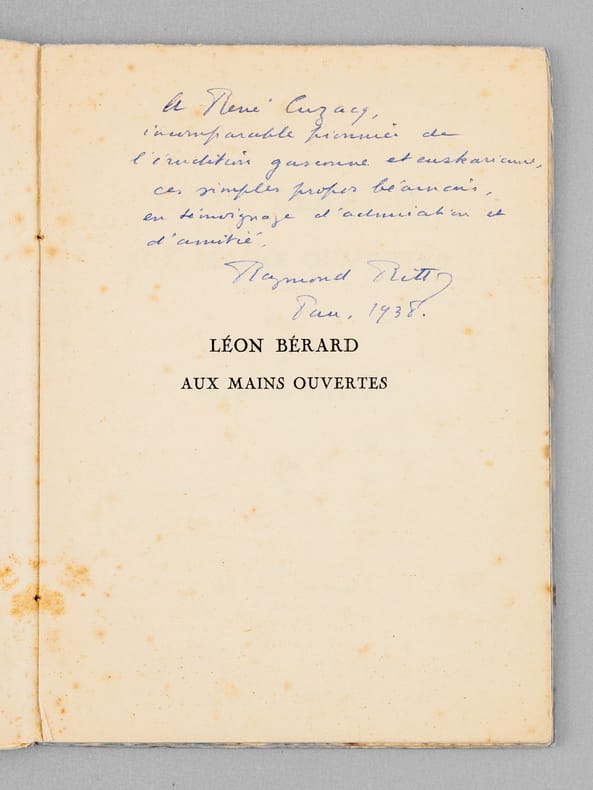 A René Cuzacq,
incomparable pionnier de
l'érudition gasconne et euskarienne,
ces simples propos béarnais,
en témoignage d'admiration et
d'amitié.
Raymond Ritter
Pau, 1938.
LÉON BÉRARD
AUX MAINS OUVERTES